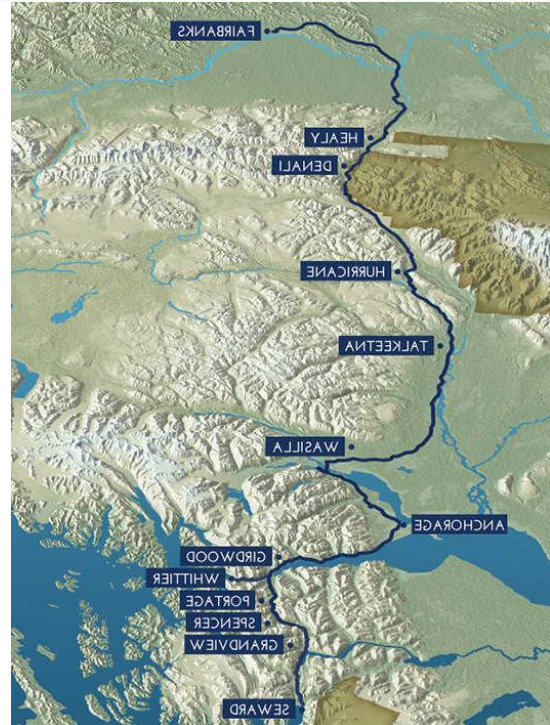 FAIRBANKS
HEALY
DENALI
HURRICANE
TALKEETNA
WASILLA
ANCHORAGE
GIRDWOOD
WHITTIER
PORTAGE
SPENCER
GRANDVIEW
SEWARD